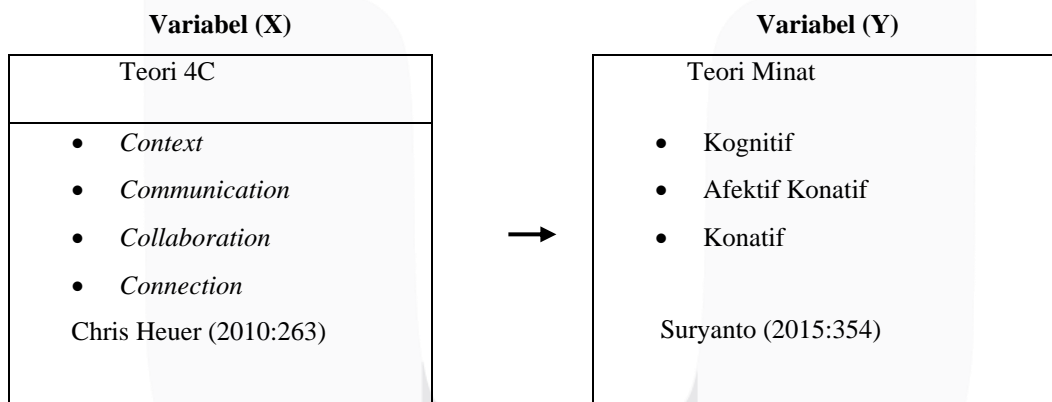 Variabel (X)
Teori 4C
• Context
• Communication
• Collaboration
• Connection
Chris Heuer (2010:263)
Variabel (Y)
Teori Minat
• Kognitif
• Afektif Konatif
• Konatif
Suryanto (2015:354)